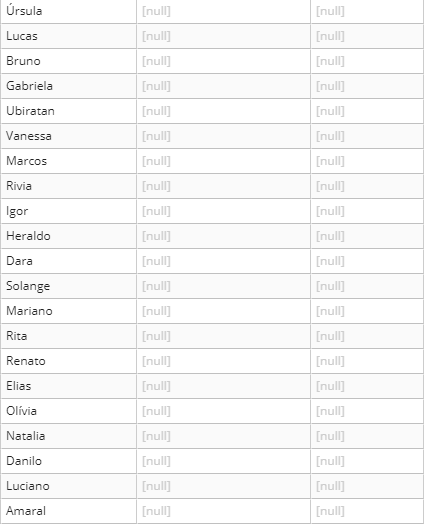 Úrsula [null] [null]
Lucas [null] [null]
Bruno [null] [null]
Gabriela [null] [null]
Ubiratan [null] [null]
Vanessa [null] [null]
Marcos [null] [null]
Rivia [null] [null]
Igor [null] [null]
Heraldo [null] [null]
Dara [null] [null]
Solange [null] [null]
Mariano [null] [null]
Rita [null] [null]
Renato [null] [null]
Elias [null] [null]
Olívia [null] [null]
Natalia [null] [null]
Danilo [null] [null]
Luciano [null] [null]
Amaral [null] [null]